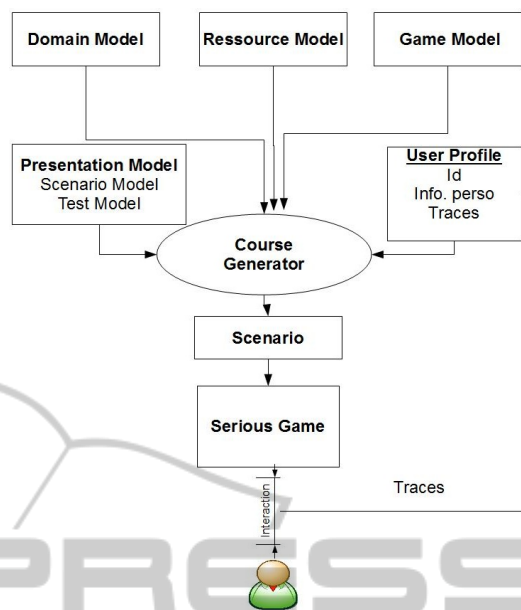 Domain Model
Ressource Model
Game Model
Presentation Model
Scenario Model
Test Model
User Profile
Id
Info. perso
Traces
Course
Generator
Scenario
Serious Game
Interaction
Traces
PRESS